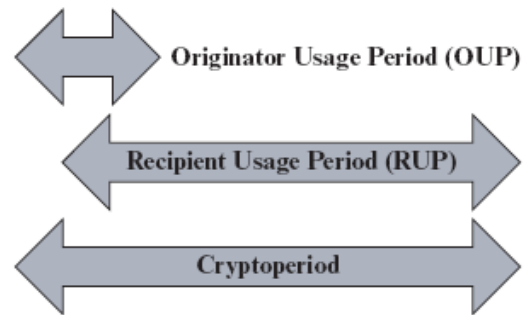 Originator Usage Period (OUP)
Recipient Usage Period (RUP)
Cryptoperiod